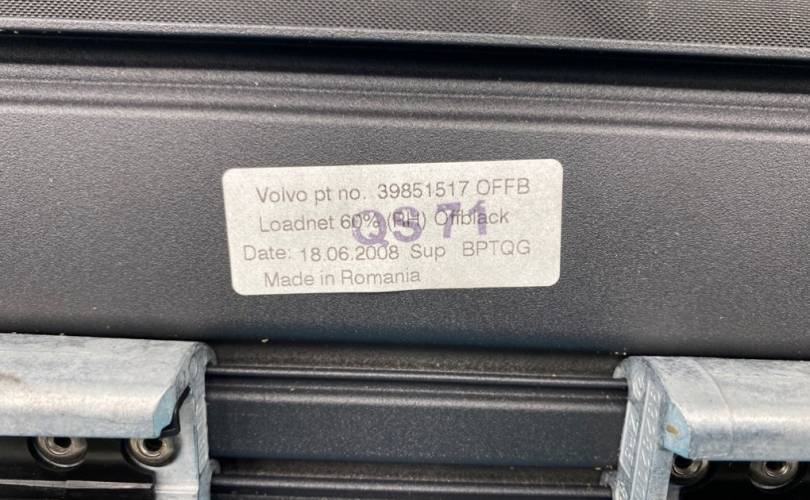 Volvo pt no. 39851517 OFFB
Loadnet 60% (RH) Offblack
QS 71
Date: 18.06.2008 Sup BPTQG
Made in Romania